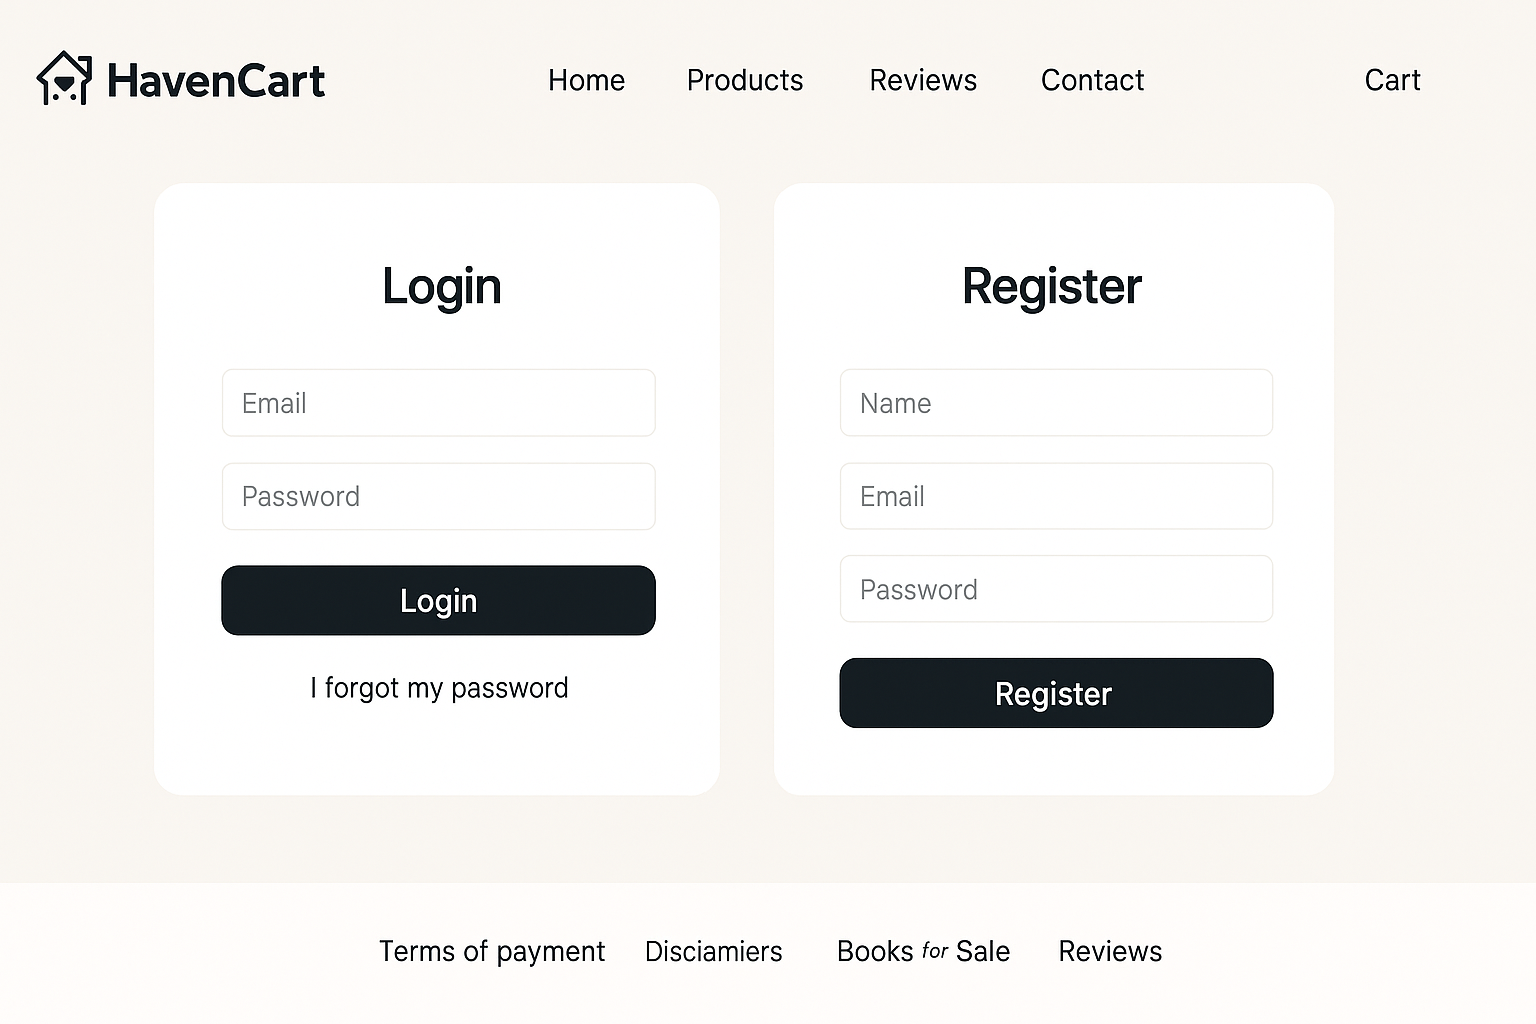 HavenCart
Home Products Reviews Contact Cart
Login
Email
Password
Login
I forgot my password
Register
Name
Email
Password
Register
Terms of payment Disciamiers Books for Sale Reviews